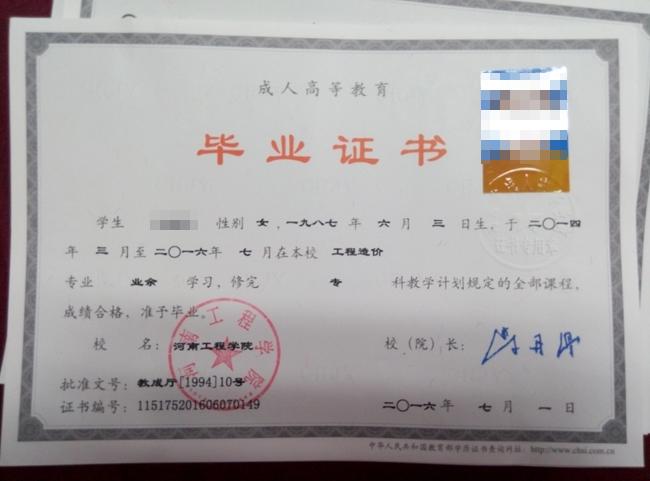 成人高等教育
毕业证书
学生 性别 女，一九八七年 六 月 三 日生，于二〇一四
年 三 月至二〇一六年 七 月在本校 工程造价
专业 业余 学习，修完 专 科教学计划规定的全部课程，
成绩合格，准予毕业。
校 名：河南工程学院 校（院）长：
河南工程学院
批准文号：教成厅[1994]10号
证书编号：115175201606070149 二〇一六年 七 月 一 日
中华人民共和国教育部学历证书查询网址：http://www.chsi.com.cn